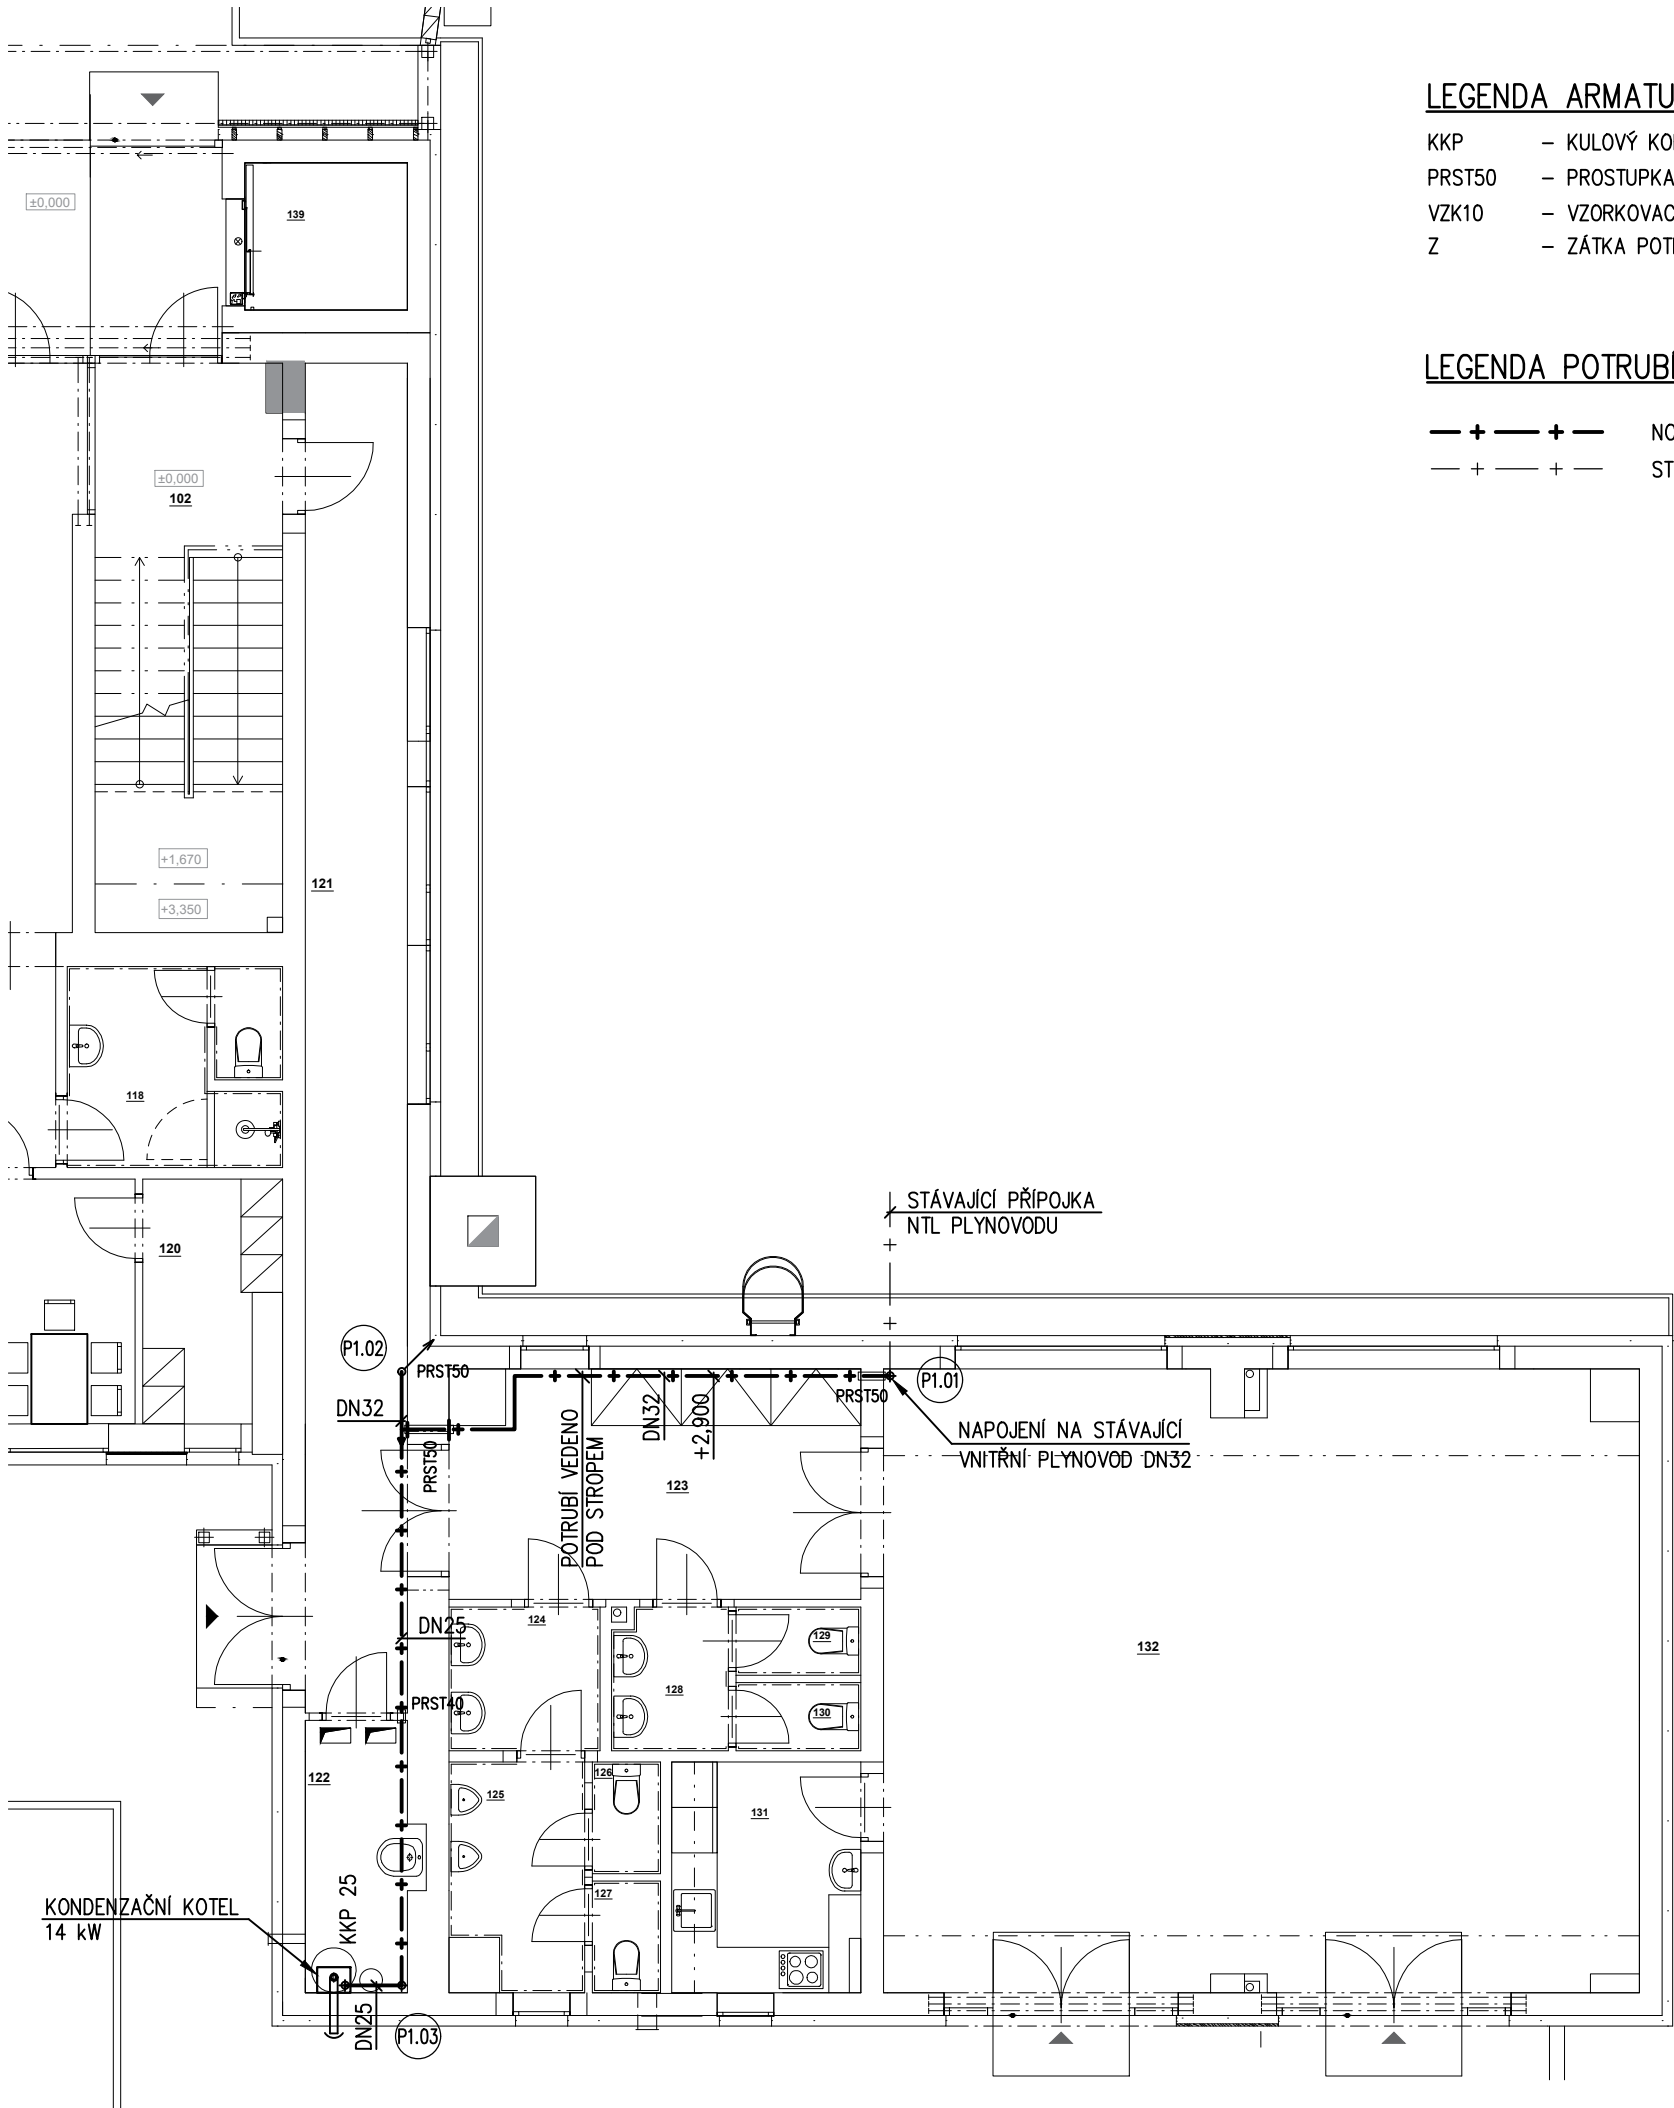 LEGENDA ARMATU
KKP – KULOVÝ KO
PRST50 – PROSTUPKA
VZK10 – VZORKOVAC
Z – ZÁTKA POT
LEGENDA POTRUBÍ
NO
ST
±0,000
139
±0,000
102
+1,670
+3,350
121
118
120
STÁVAJÍCÍ PŘÍPOJKA
NTL PLYNOVODU
P1.02
PRST50
DN32
PRST50
POTRUBÍ VEDENO
POD STROPEM
DN32
+2,900
PRST50
P1.01
NAPOJENÍ NA STÁVAJÍCÍ
VNITŘNÍ PLYNOVOD DN32
123
DN25
124
128
129
130
132
PRST40
122
125
126
127
131
KONDENZAČNÍ KOTEL
14 kW
KKP 25
DN25
P1.03